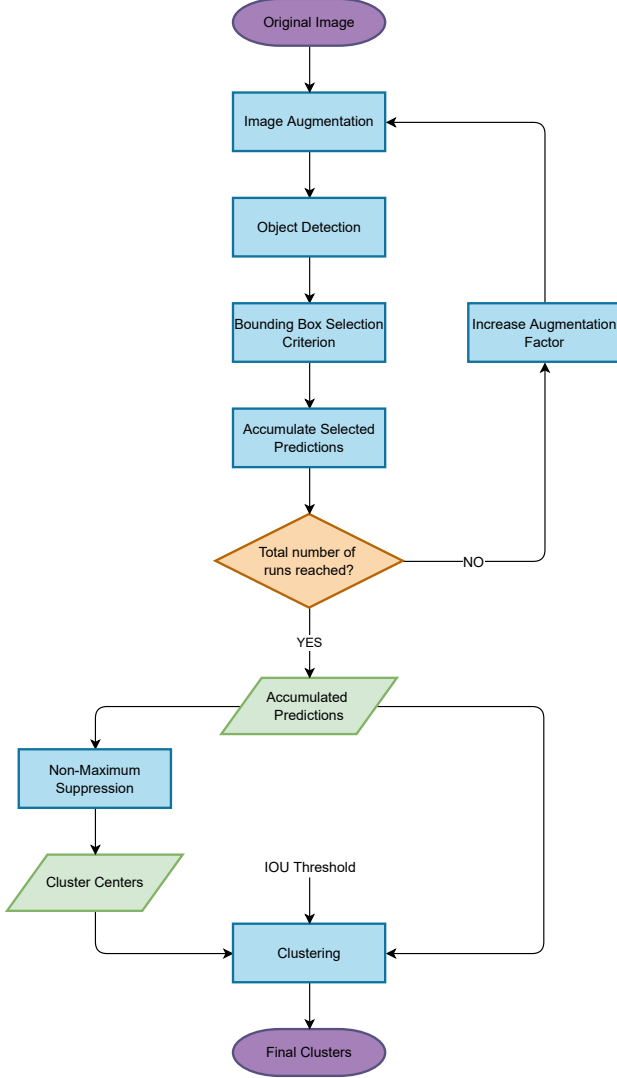 Original Image
Image Augmentation
Object Detection
Bounding Box Selection
Criterion
Increase Augmentation
Factor
Accumulate Selected
Predictions
Total number of
runs reached?
NO
YES
Accumulated
Predictions
Non-Maximum
Suppression
Cluster Centers
IOU Threshold
Clustering
Final Clusters